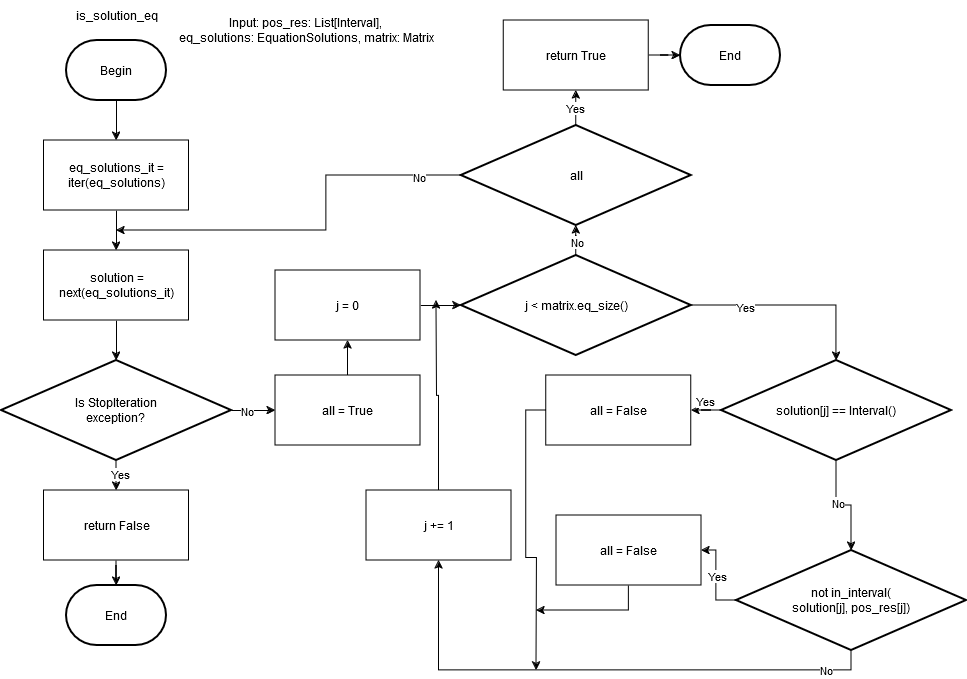 is_solution_eq
Input: pos_res: List[Interval],
eq_solutions: EquationSolutions, matrix: Matrix
Begin
eq_solutions_it =
iter(eq_solutions)
solution =
next(eq_solutions_it)
Is StopIteration
exception?
Yes
return False
End
No
all = True
j = 0
j < matrix.eq_size()
No
all
No
Yes
return True
End
Yes
solution[j] == Interval()
Yes
all = False
No
not in_interval(
solution[j], pos_res[j])
Yes
all = False
No
j += 1